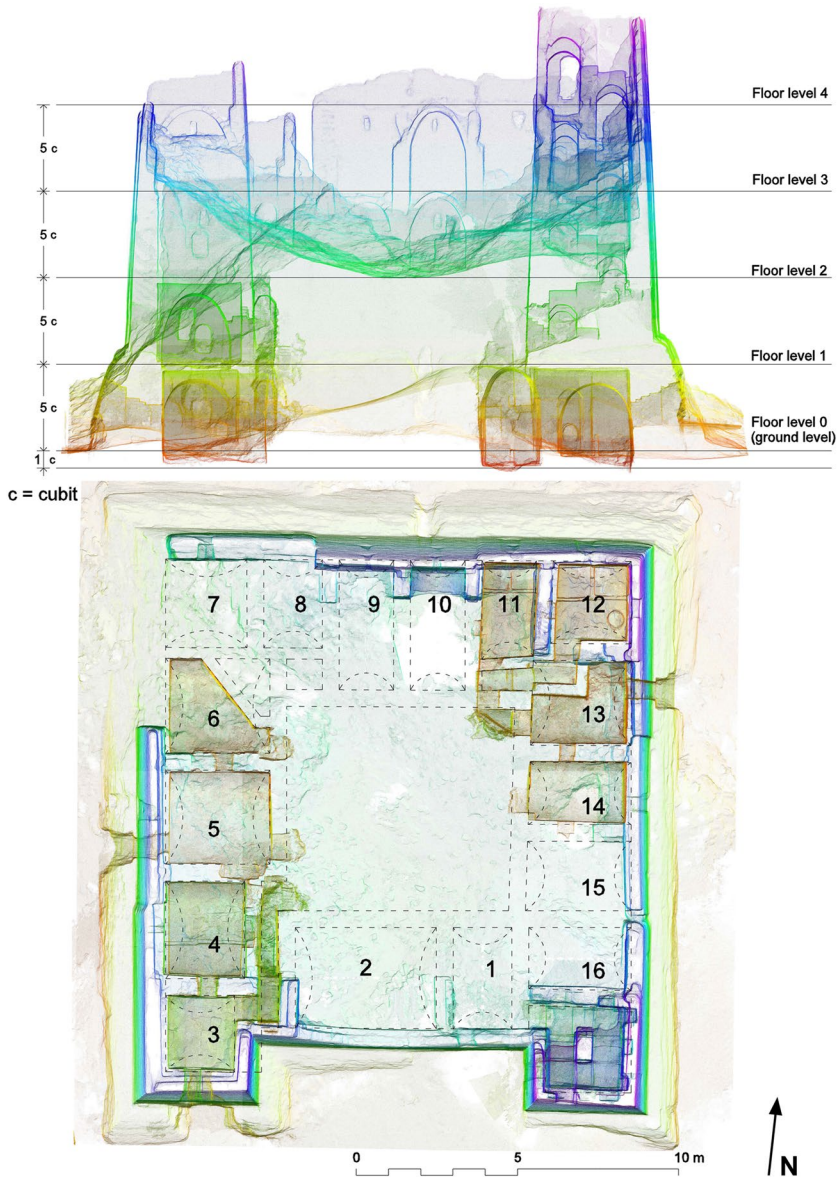 Floor level 4
5 c
Floor level 3
5 c
Floor level 2
5 c
Floor level 1
5 c
Floor level 0
(ground level)
1 c
c = cubit
7 8 9 10 11 12
6 13
5 14
15
4
2 1 16
3
0 5 10 m
N